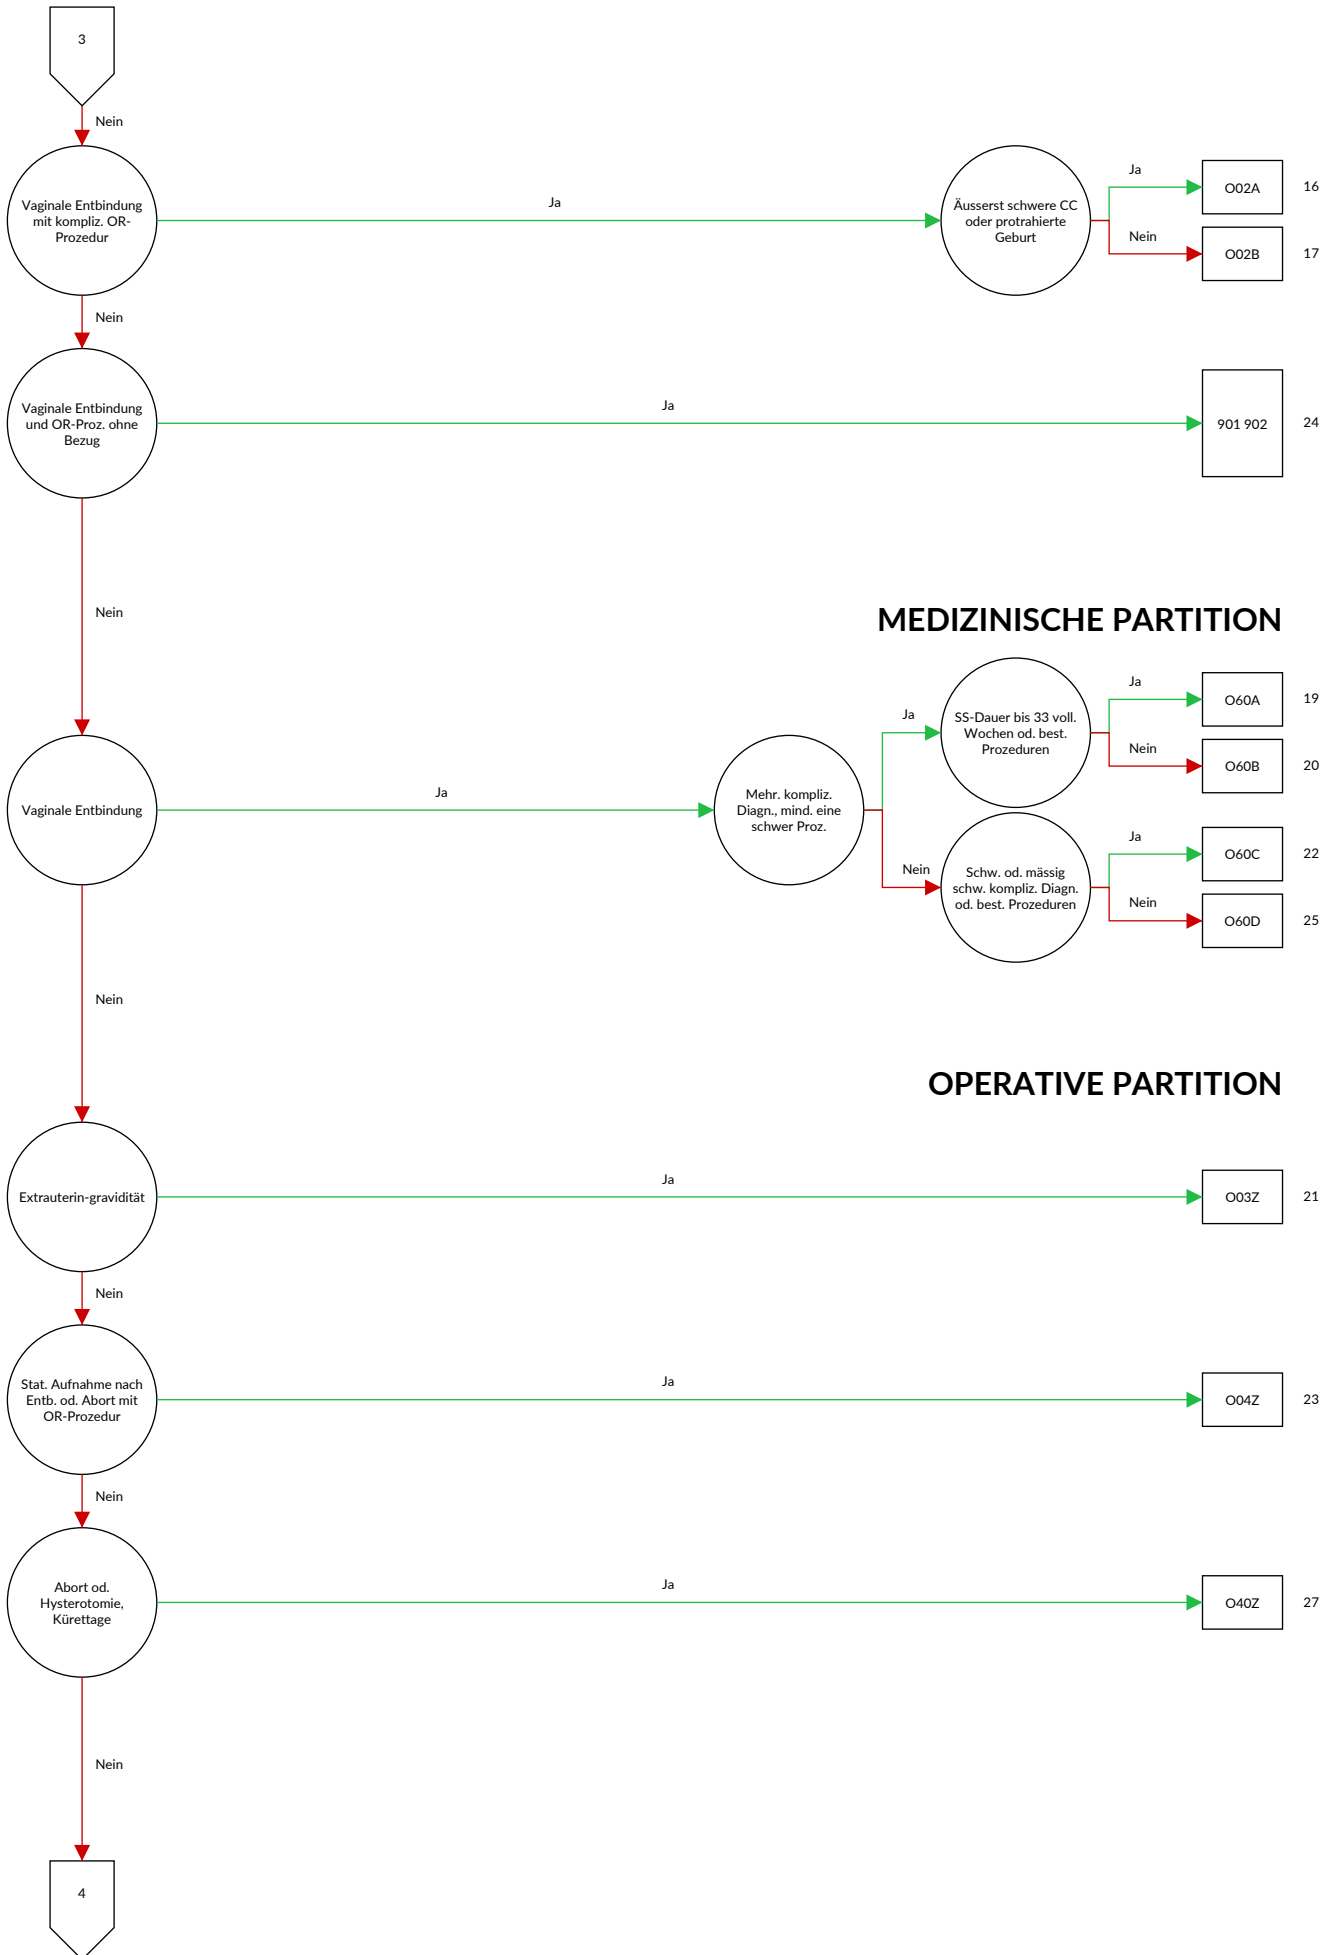 3
Nein
Vaginale Entbindung
mit kompliz. OR-
Prozedur
Ja
Äusserst schwere CC
oder protrahierte
Geburt
Ja
O02A
16
Nein
O02B
17
Nein
Vaginale Entbindung
und OR-Proz. ohne
Bezug
Ja
901 902
24
Nein
MEDIZINISCHE PARTITION
Vaginale Entbindung
Ja
Mehr. kompliz.
Diagn., mind. eine
schwer Proz.
Ja
SS-Dauer bis 33 voll.
Wochen od. best.
Prozeduren
Ja
O60A
19
Nein
O60B
20
Nein
Schw. od. mässig
schw. kompliz. Diagn.
od. best. Prozeduren
Ja
O60C
22
Nein
O60D
25
Nein
OPERATIVE PARTITION
Extrauterin-gravidität
Ja
O03Z
21
Nein
Stat. Aufnahme nach
Entb. od. Abort mit
OR-Prozedur
Ja
O04Z
23
Nein
Abort od.
Hysterotomie,
Kürettage
Ja
O40Z
27
Nein
4